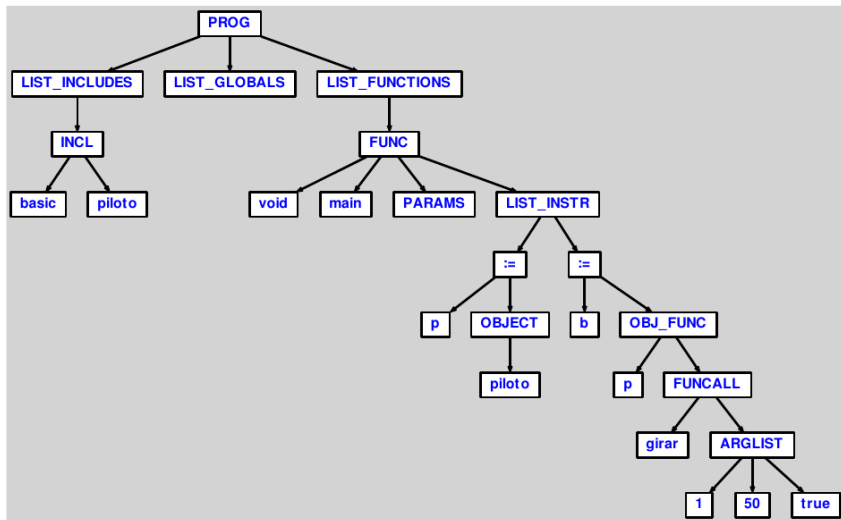 PROG
LIST_INCLUDES LIST_GLOBALS LIST_FUNCTIONS
INCL FUNC
basic piloto void main PARAMS LIST_INSTR
:= :=
p OBJECT b OBJ_FUNC
piloto p FUNCALL
girar ARGLIST
1 50 true